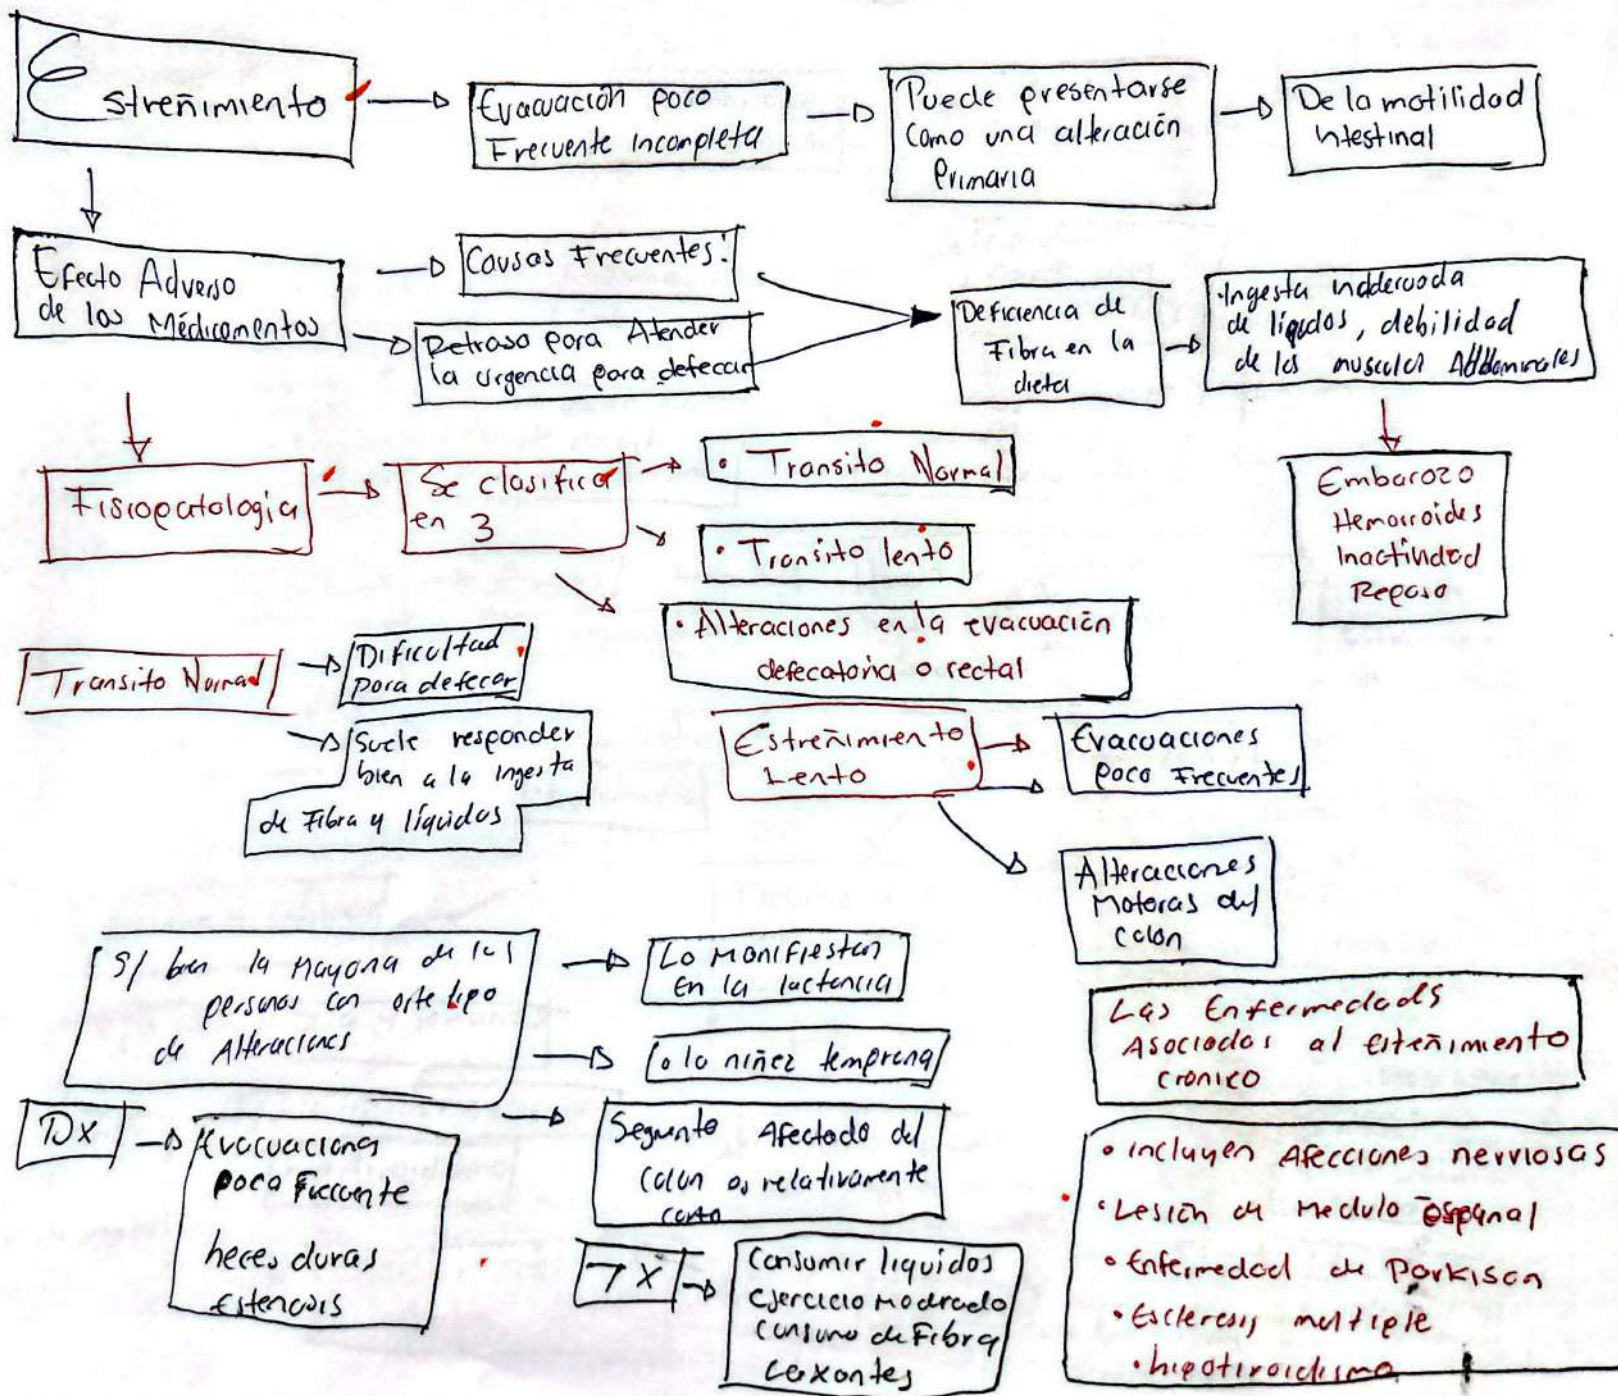 Estreñimiento
Evacuación poco
Frecuente incompleta
Puede presentarse
como una alteración
Primaria
De la motilidad
intestinal
Efecto Adverso
de los Médicamentos
Causas Frecuentes:
Retraso para Atender
la urgencia para defecar
Deficiencia de
Fibra en la
dieta
·Ingesta inadecuada
de líquidos, debilidad
de los musculos Abdominales
Embarazo
Hemorroides
Inactividad
Reposo
Fisiopatologia
Se clasifica
en 3
• Transito Normal
• Transito lento
• Alteraciones en la evacuación
defecatoria o rectal
Transito Normal
Dificultad
para defecar
Suele responder
bien a la ingesta
de Fibra y líquidos
Estreñimiento
Lento
Evacuaciones
poco Frecuentes
Alteraciones
Motoras del
colon
Si bien la Mayoria de las
personas con este tipo
de Alteraciones
Lo Manifiestan
En la lactancia
o la niñez temprana
Segmento Afectado del
colon es relativamente
corto
Las Enfermedads
Asociadas al estreñimiento
cronico
• incluyen Afecciones nerviosas
• Lesión de Medula Espinal
• Enfermedad de Parkison
• Esclerosis multiple
• hipotiroidismo
Dx
Evacuaciones
poca Frecuente
heces duras
Estenosis
Tx
Consumir liquidos
ejercicio Modrado
Consumo de Fibra
Laxantes